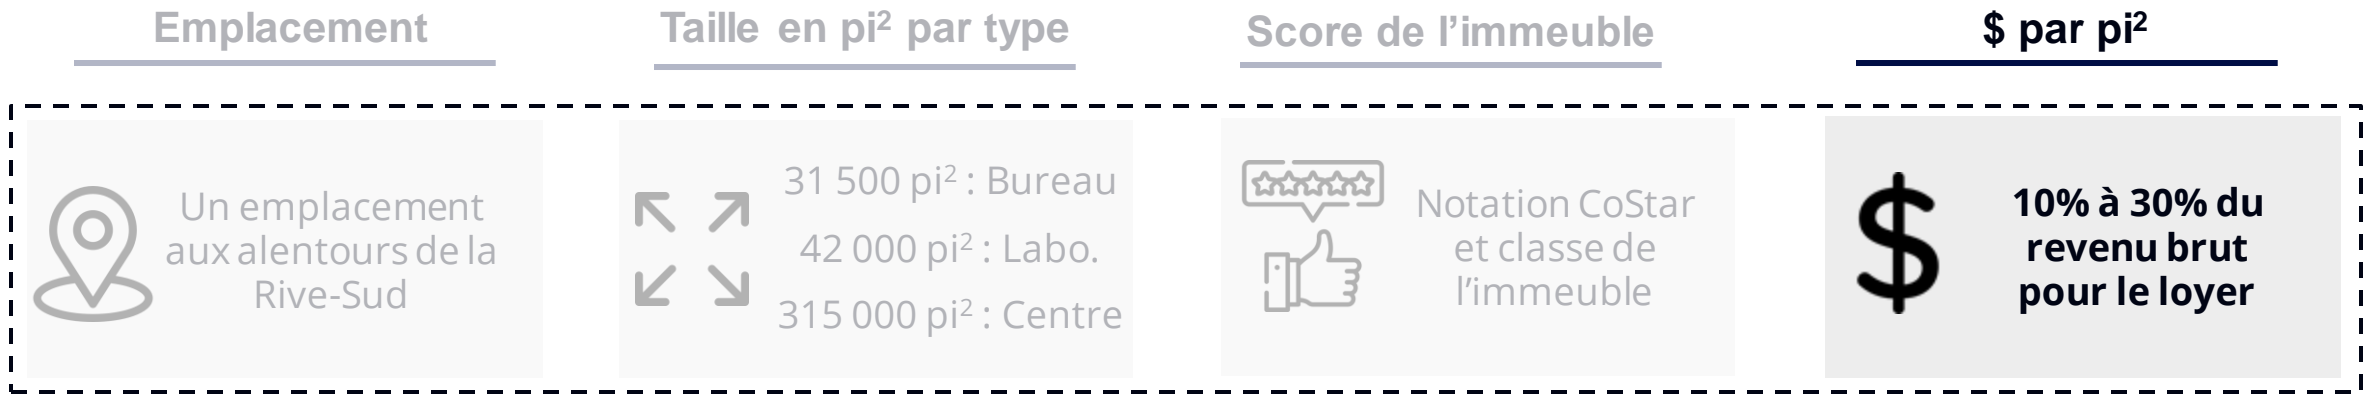 Emplacement
Taille en pi² par type
Score de l’immeuble
$ par pi²
Un emplacement
aux alentours de la
Rive-Sud
31 500 pi² : Bureau
42 000 pi² : Labo.
315 000 pi² : Centre
Notation CoStar
et classe de
l’immeuble
10% à 30% du
revenu brut
pour le loyer